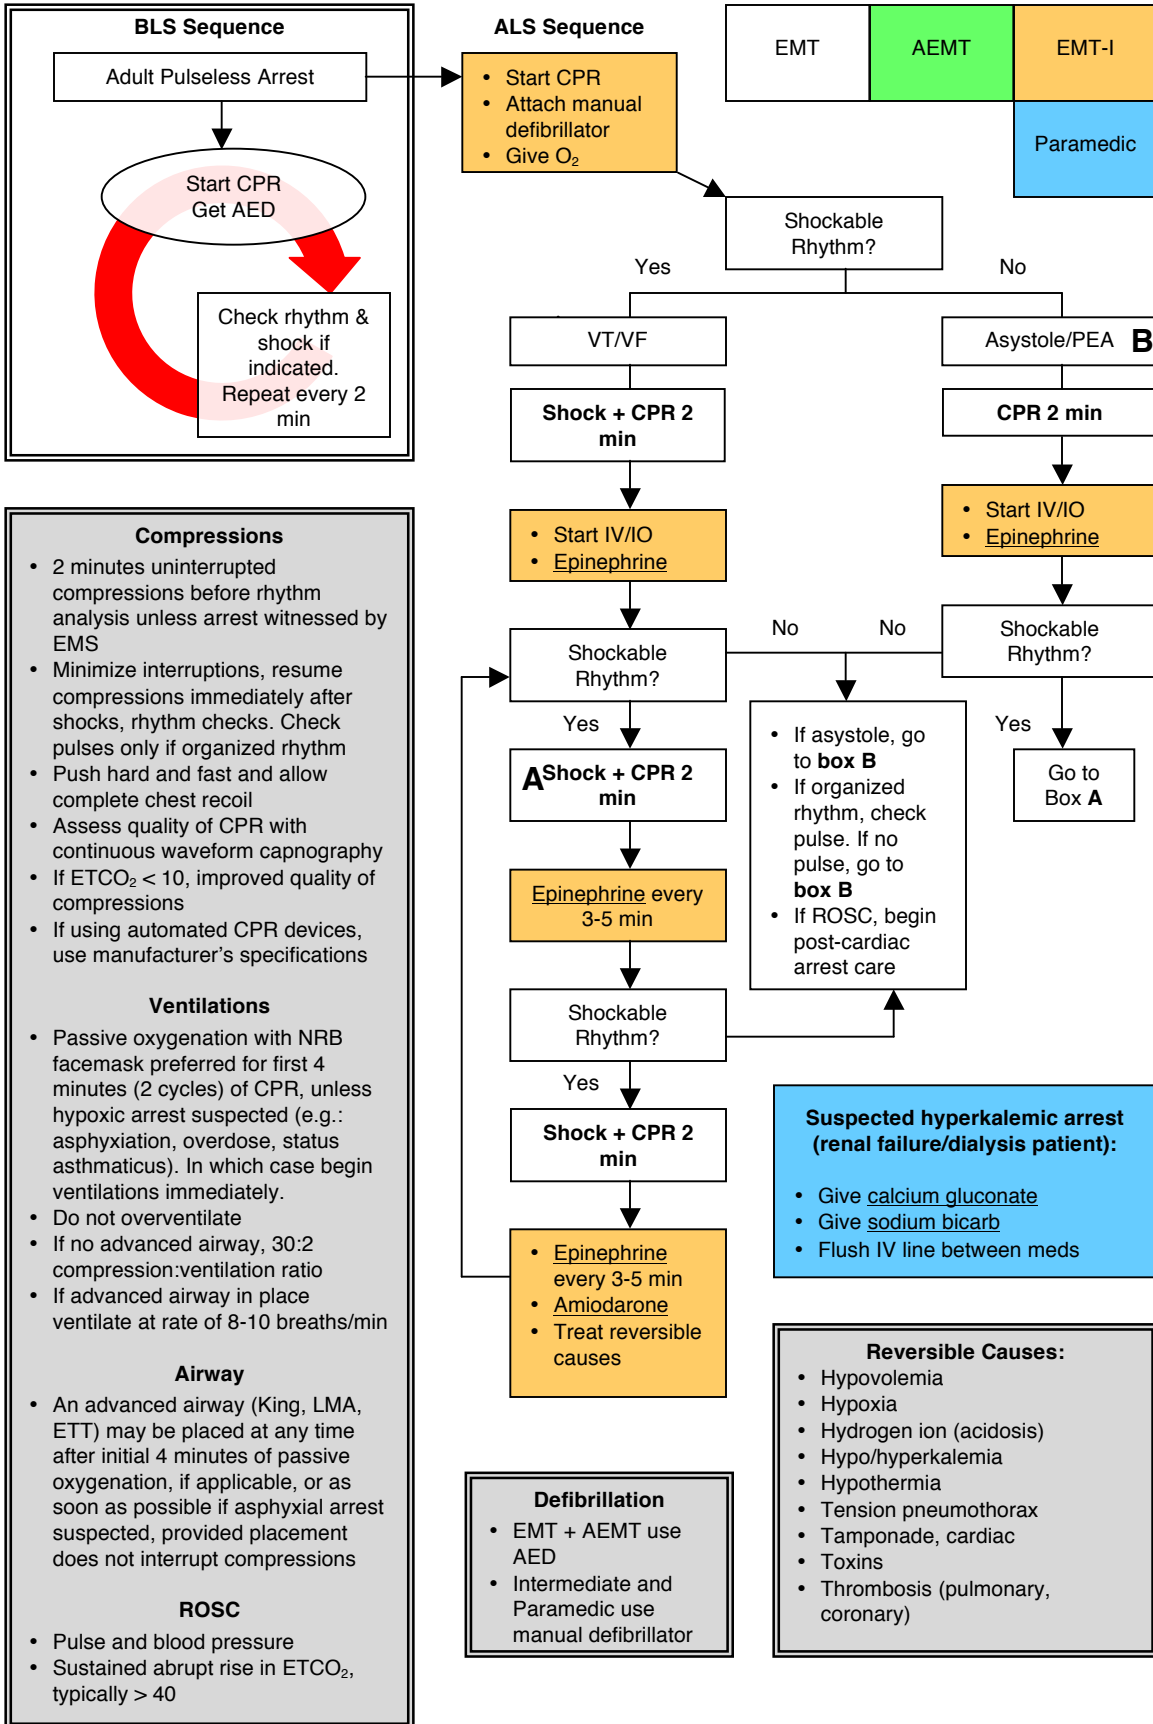 BLS Sequence
Adult Pulseless Arrest
Start CPR
Get AED
Check rhythm &
shock if
indicated.
Repeat every 2
min
ALS Sequence
• Start CPR
• Attach manual
defibrillator
• Give O₂
EMT
AEMT
EMT-I
Paramedic
Shockable
Rhythm?
Yes
No
VT/VF
Asystole/PEA B
Shock + CPR 2
min
CPR 2 min
• Start IV/IO
• Epinephrine
• Start IV/IO
• Epinephrine
Shockable
Rhythm?
No
No
Shockable
Rhythm?
Yes
Yes
A Shock + CPR 2
min
• If asystole, go
to box B
• If organized
rhythm, check
pulse. If no
pulse, go to
box B
• If ROSC, begin
post-cardiac
arrest care
Go to
Box A
Epinephrine every
3-5 min
Shockable
Rhythm?
Yes
Shock + CPR 2
min
• Epinephrine
every 3-5 min
• Amiodarone
• Treat reversible
causes
Suspected hyperkalemic arrest
(renal failure/dialysis patient):
• Give calcium gluconate
• Give sodium bicarb
• Flush IV line between meds
Compressions
• 2 minutes uninterrupted
compressions before rhythm
analysis unless arrest witnessed by
EMS
• Minimize interruptions, resume
compressions immediately after
shocks, rhythm checks. Check
pulses only if organized rhythm
• Push hard and fast and allow
complete chest recoil
• Assess quality of CPR with
continuous waveform capnography
• If ETCO₂ < 10, improved quality of
compressions
• If using automated CPR devices,
use manufacturer's specifications
Ventilations
• Passive oxygenation with NRB
facemask preferred for first 4
minutes (2 cycles) of CPR, unless
hypoxic arrest suspected (e.g.:
asphyxiation, overdose, status
asthmaticus). In which case begin
ventilations immediately.
• Do not overventilate
• If no advanced airway, 30:2
compression:ventilation ratio
• If advanced airway in place
ventilate at rate of 8-10 breaths/min
Airway
• An advanced airway (King, LMA,
ETT) may be placed at any time
after initial 4 minutes of passive
oxygenation, if applicable, or as
soon as possible if asphyxial arrest
suspected, provided placement
does not interrupt compressions
ROSC
• Pulse and blood pressure
• Sustained abrupt rise in ETCO₂,
typically > 40
Defibrillation
• EMT + AEMT use
AED
• Intermediate and
Paramedic use
manual defibrillator
Reversible Causes:
• Hypovolemia
• Hypoxia
• Hydrogen ion (acidosis)
• Hypo/hyperkalemia
• Hypothermia
• Tension pneumothorax
• Tamponade, cardiac
• Toxins
• Thrombosis (pulmonary,
coronary)